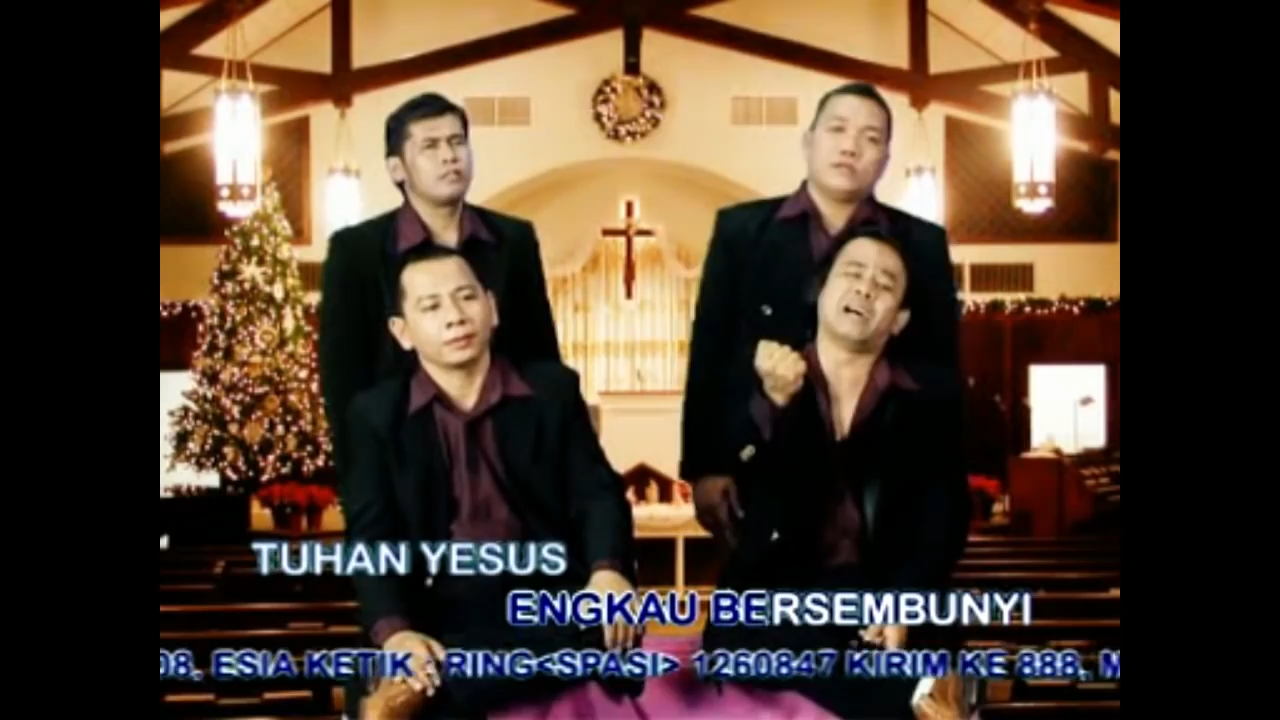 TUHAN YESUS
ENGKAU BERSEMBUNYI
08, ESIA KETIK : RING<SPASI> 1260847 KIRIM KE 888, M